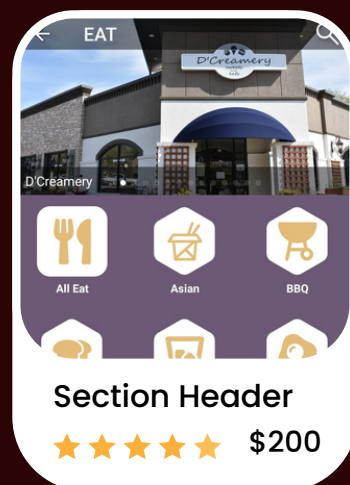 EAT
D'Creamery
D'Creamery
All Eat
Asian
BBQ
Section Header
$200